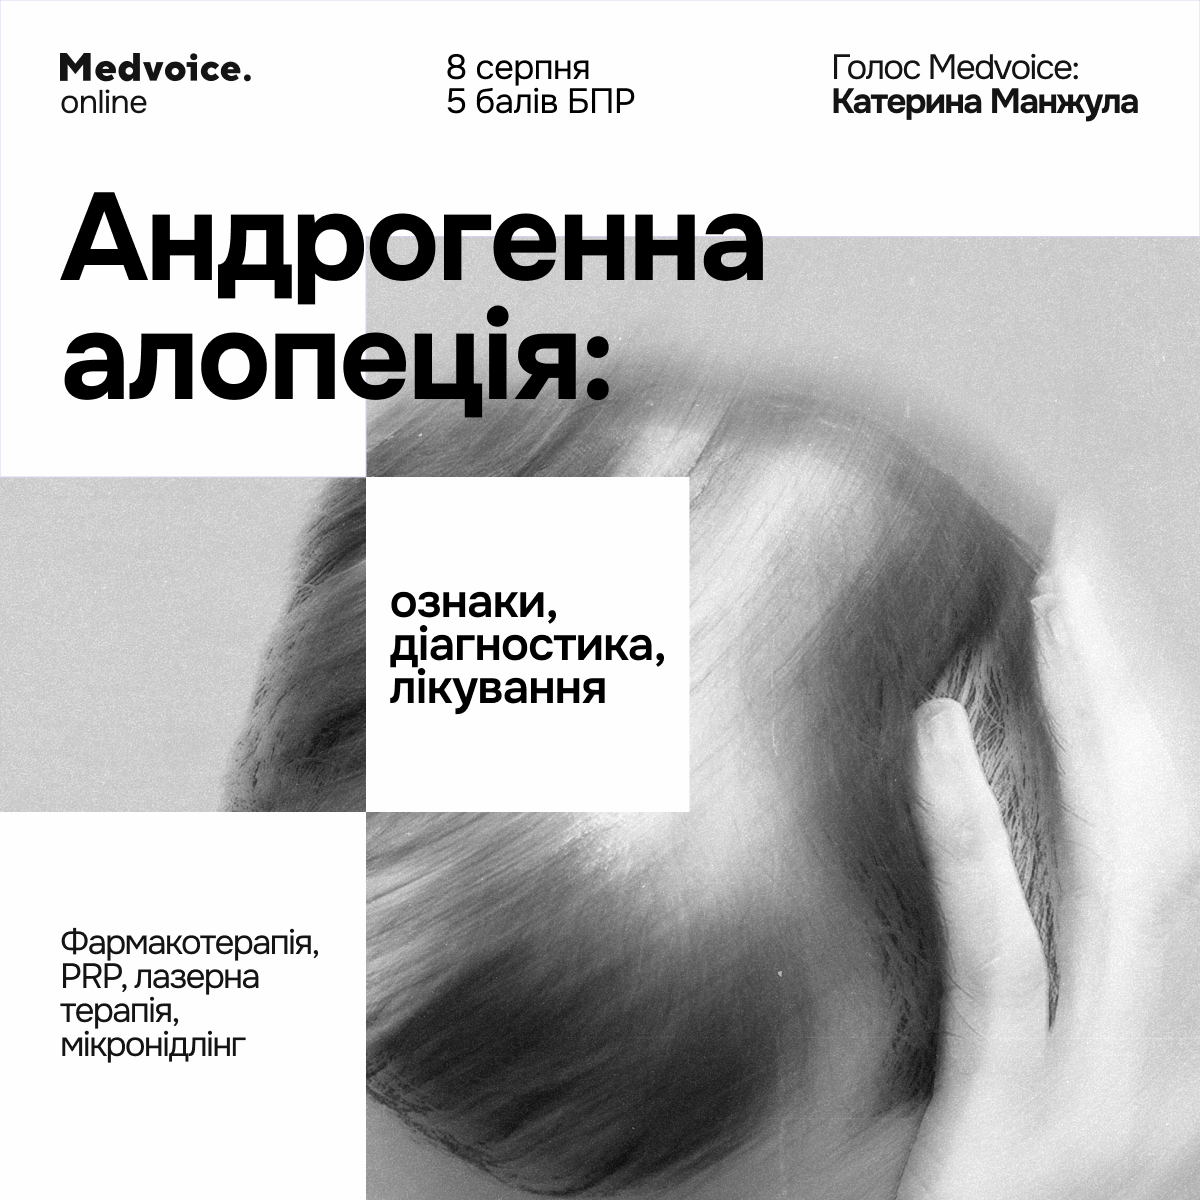 Medvoice.
online
8 серпня
5 балів БПР
Голос Medvoice:
Катерина Манжула
Андрогенна
алопеція:
ознаки,
діагностика,
лікування
Фармакотерапія,
PRP, лазерна
терапія,
мікронідлінг